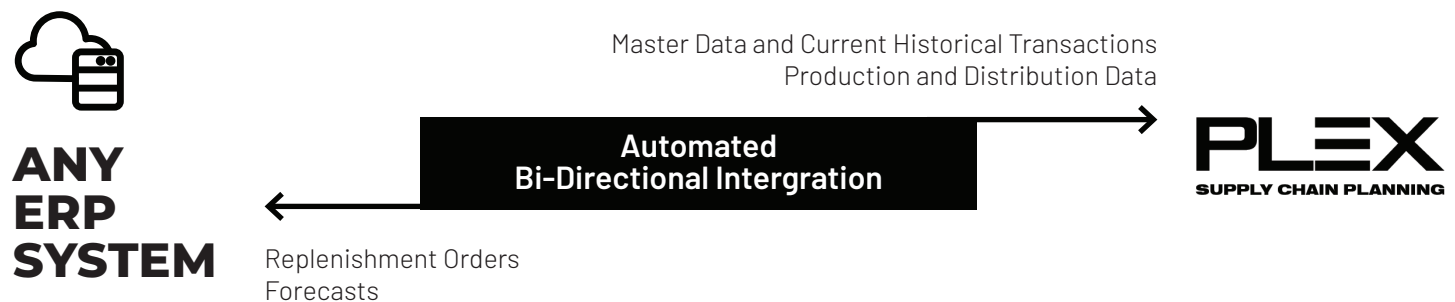 Master Data and Current Historical Transactions
Production and Distribution Data
Automated
Bi-Directional Intergration
PLEX
SUPPLY CHAIN PLANNING
ANY
ERP
SYSTEM
Replenishment Orders
Forecasts